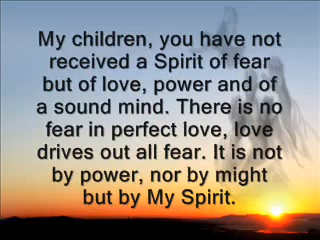 My children, you have not
received a Spirit of fear
but of love, power and of
a sound mind. There is no
fear in perfect love, love
drives out all fear. It is not
by power, nor by might
but by My Spirit.